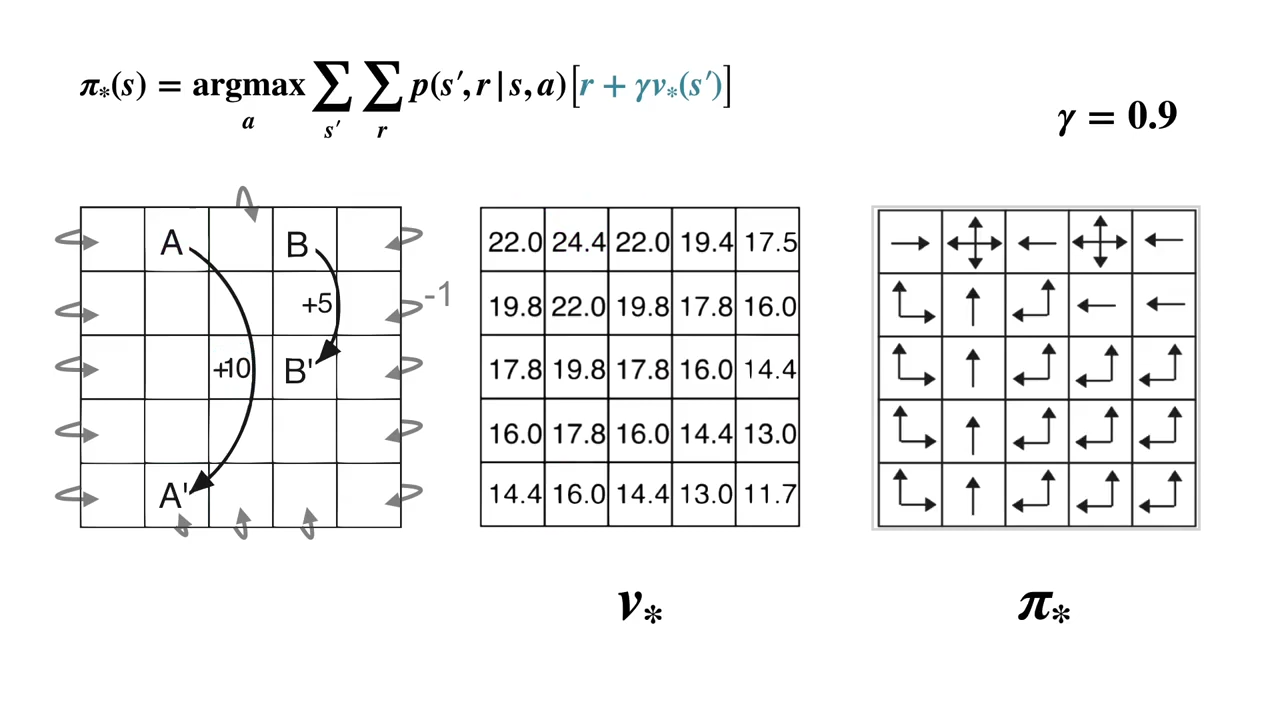 π*(s) = argmax ∑ ∑ p(s′, r | s, a)[r + γv*(s′)]
a s′ r
γ = 0.9
A B
+5
-1
+10 B'
A'
22.0 24.4 22.0 19.4 17.5
19.8 22.0 19.8 17.8 16.0
17.8 19.8 17.8 16.0 14.4
16.0 17.8 16.0 14.4 13.0
14.4 16.0 14.4 13.0 11.7
v*
π*